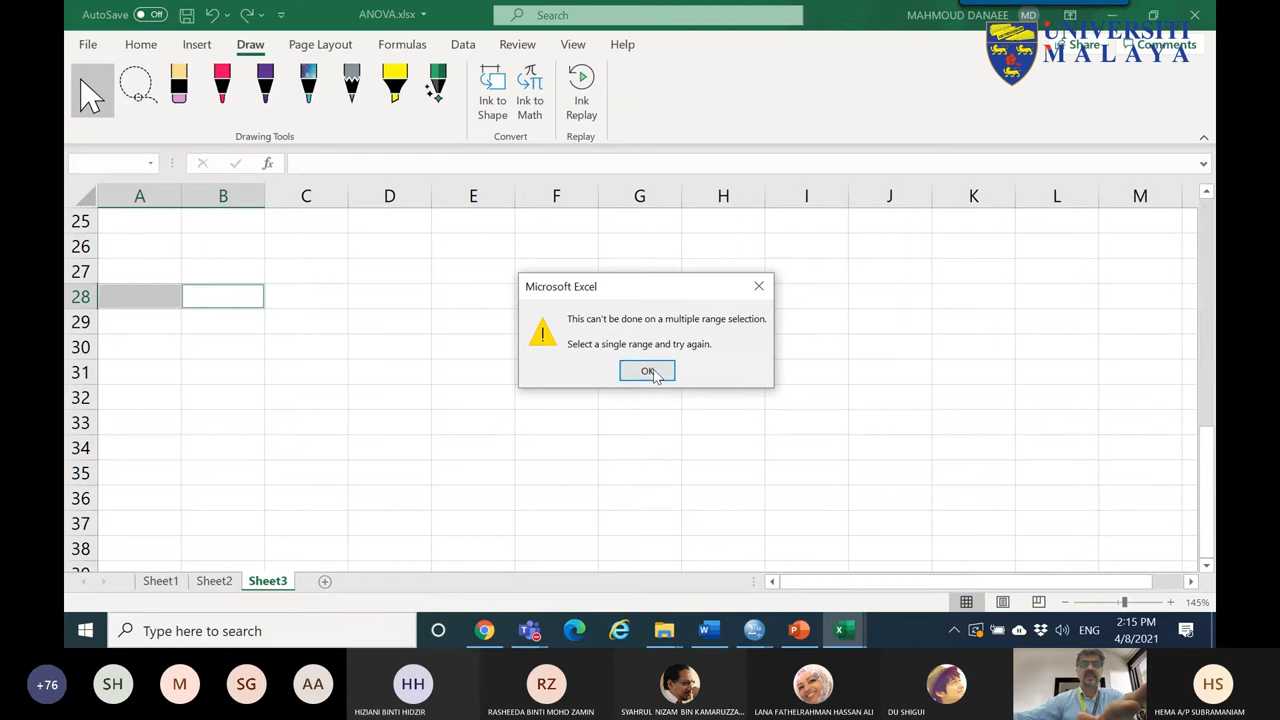 AutoSave Off ANOVA.xlsx Search MAHMOUD DANAEE MD
UNIVERSITI
MALAYA
File Home Insert Draw Page Layout Formulas Data Review View Help Share Comments
Ink to Shape
Ink to Math
Ink Replay
Drawing Tools Convert Replay
fx
A B C D E F G H I J K L M
25
26
27
28
29
30
31
32
33
34
35
36
37
38
Microsoft Excel
This can't be done on a multiple range selection.
Select a single range and try again.
OK
Sheet1 Sheet2 Sheet3
145%
Type here to search ENG 2:15 PM
4/8/2021
+76 SH M SG AA HH RZ HS
HIZIANI BINTI HIDZIR RASHEEDA BINTI MOHD ZAMIN SYAHRUL NIZAM BIN KAMARUZZA... LANA FATHELRAHMAN HASSAN ALI DU SHIGUI HEMA A/P SUBRAMANIAM